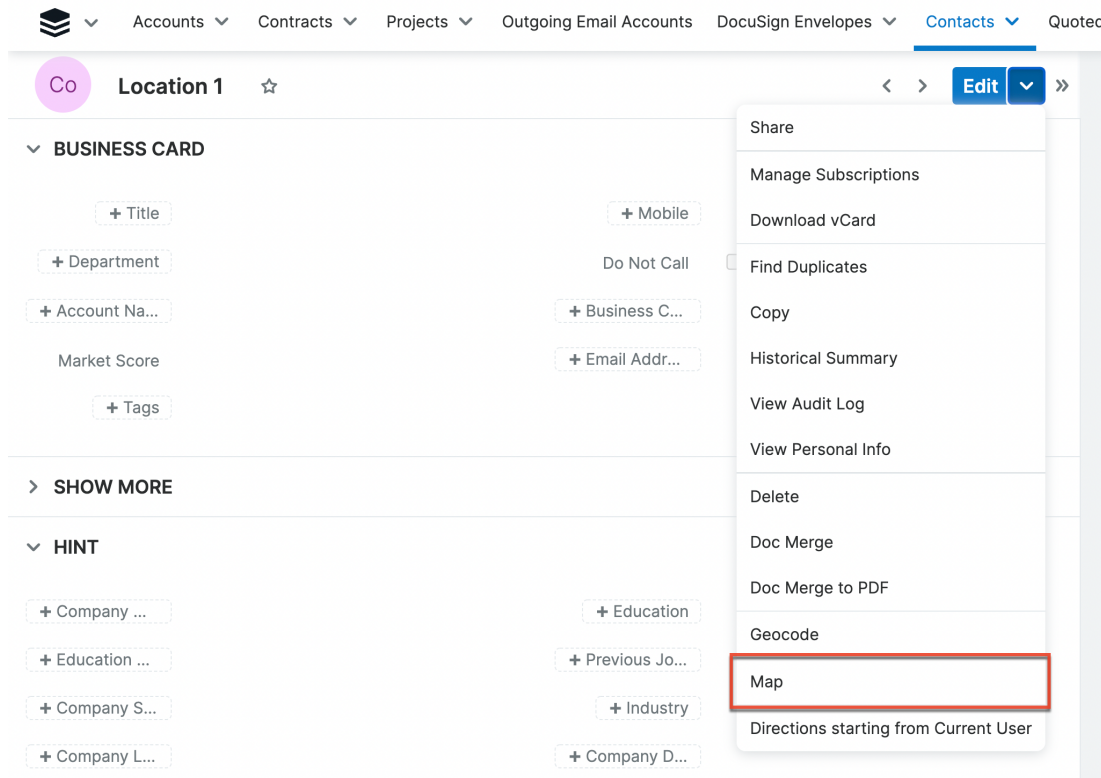 Accounts Contracts Projects Outgoing Email Accounts DocuSign Envelopes Contacts Quoted
Co Location 1 Edit
Share
BUSINESS CARD
Manage Subscriptions
+ Title + Mobile
Download vCard
+ Department Do Not Call
Find Duplicates
+ Account Na... + Business C...
Copy
Market Score + Email Addr...
Historical Summary
+ Tags
View Audit Log
View Personal Info
SHOW MORE
Delete
HINT
Doc Merge
Doc Merge to PDF
+ Company ... + Education
Geocode
+ Education ... + Previous Jo...
Map
+ Company S... + Industry
Directions starting from Current User
+ Company L... + Company D...